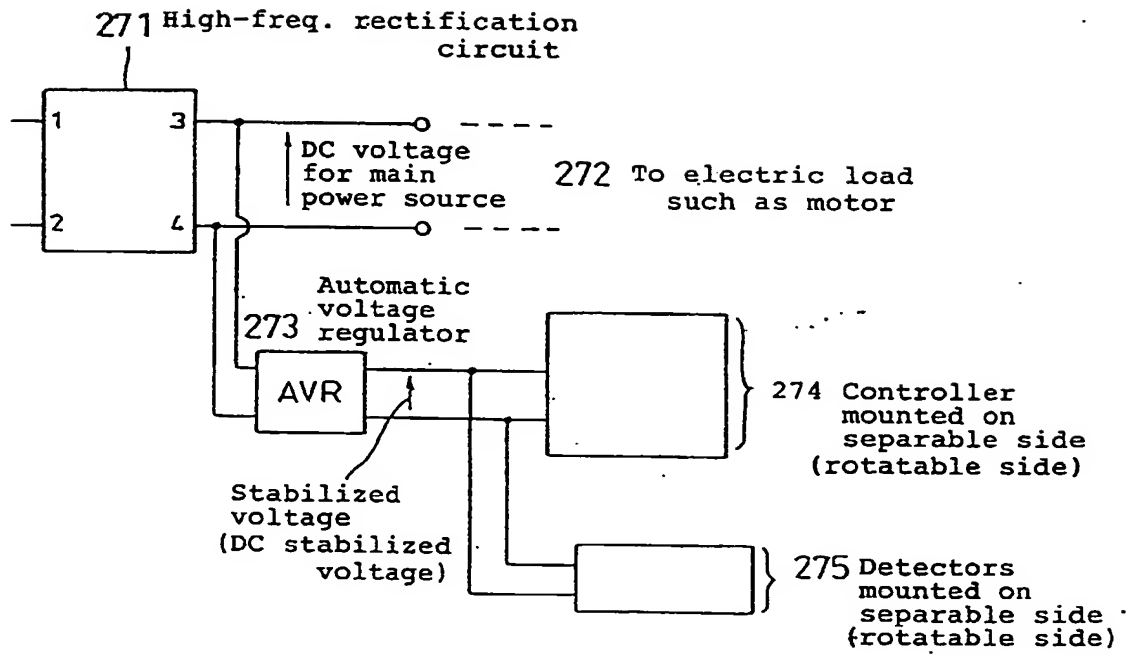 271 High-freq. rectification
circuit
1
3
2
4
DC voltage
for main
power source
272 To electric load
such as motor
Automatic
voltage
273 regulator
AVR
274 Controller
mounted on
separable side
(rotatable side)
Stabilized
voltage
(DC stabilized
voltage)
275 Detectors
mounted on
separable side
(rotatable side)